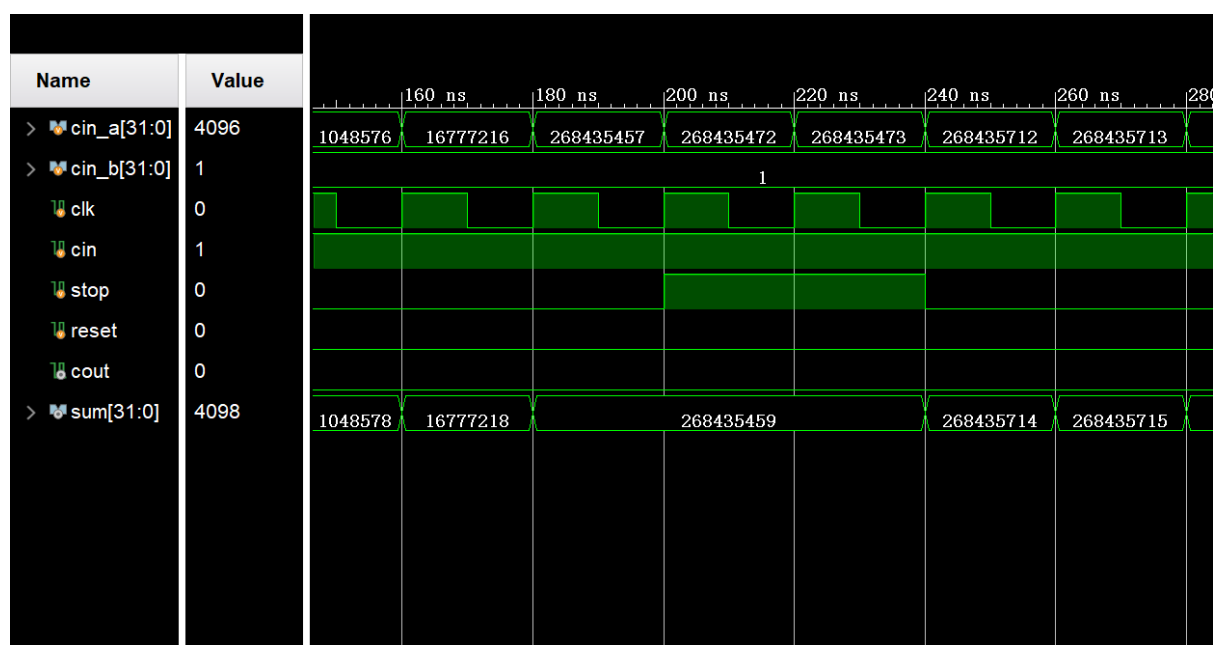 Name Value
160 ns 180 ns 200 ns 220 ns 240 ns 260 ns 280
cin_a[31:0] 4096 1048576 16777216 268435457 268435472 268435473 268435712 268435713
cin_b[31:0] 1 1
clk 0
cin 1
stop 0
reset 0
cout 0
sum[31:0] 4098 1048578 16777218 268435459 268435714 268435715